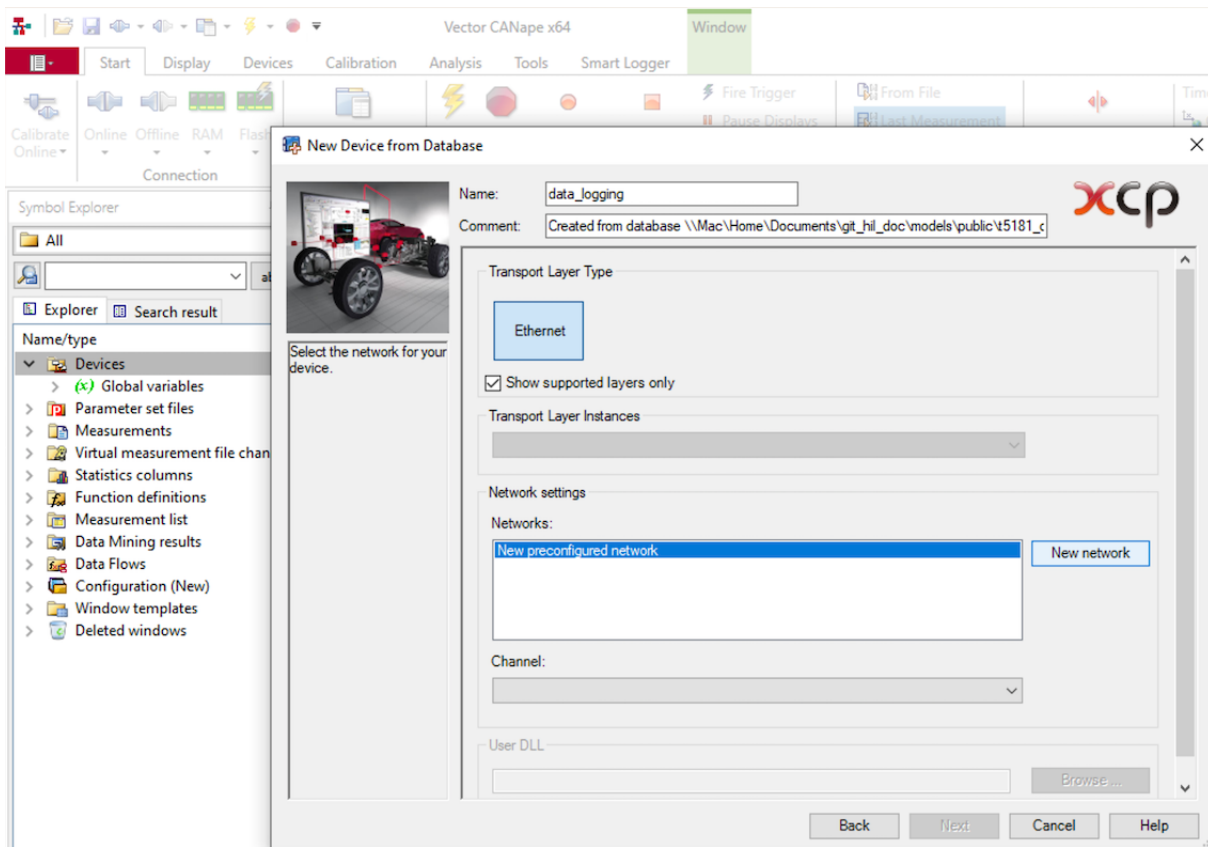 Vector CANape x64
Window
Start
Display
Devices
Calibration
Analysis
Tools
Smart Logger
Fire Trigger
From File
Calibrate
Online
Online
Offline
RAM
Flash
Pause Displays
Last Measurement
Connection
New Device from Database
Symbol Explorer
All
Explorer
Search result
Name/type
Devices
(x) Global variables
Parameter set files
Measurements
Virtual measurement file chan
Statistics columns
Function definitions
Measurement list
Data Mining results
Data Flows
Configuration (New)
Window templates
Deleted windows
Name:
data_logging
xcp
Comment:
Created from database \\Mac\Home\Documents\git_hil_doc\models\public\t5181_c
Select the network for your
device.
Transport Layer Type
Ethernet
Show supported layers only
Transport Layer Instances
Network settings
Networks:
New preconfigured network
New network
Channel:
User DLL
Browse ...
Back
Next
Cancel
Help